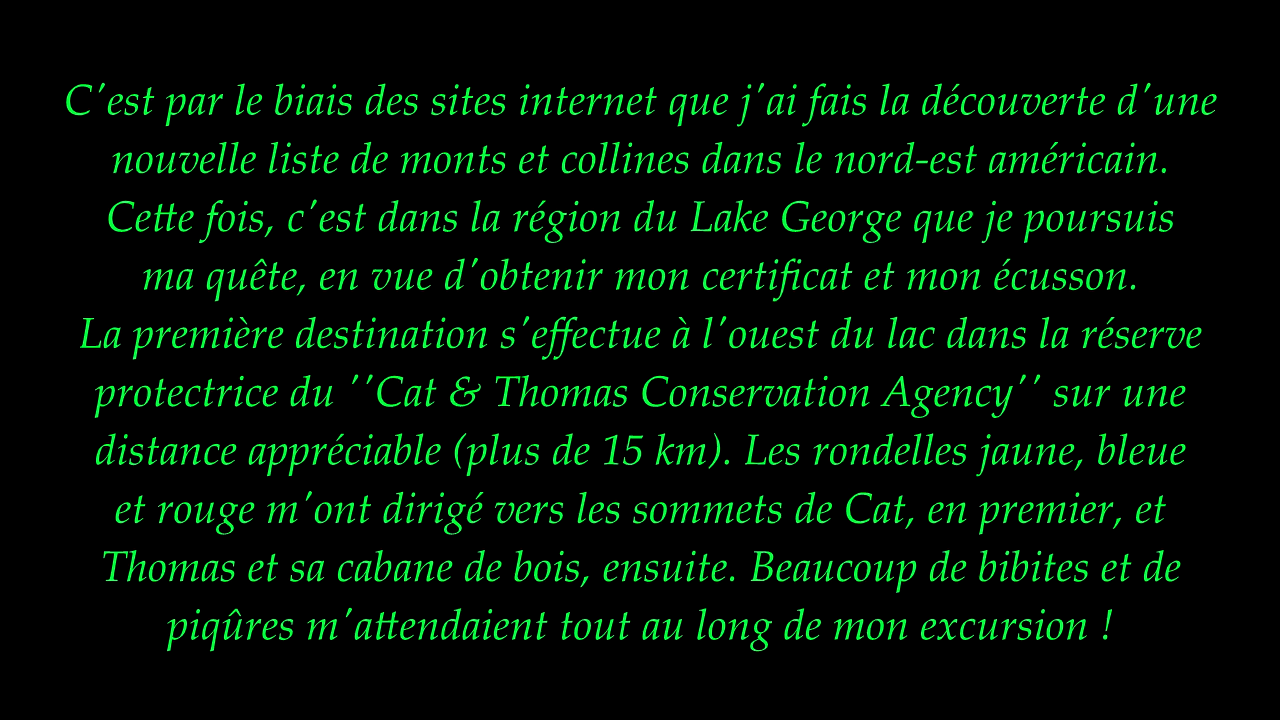 C'est par le biais des sites internet que j'ai fais la découverte d'une
nouvelle liste de monts et collines dans le nord-est américain.
Cette fois, c'est dans la région du Lake George que je poursuis
ma quête, en vue d'obtenir mon certificat et mon écusson.
La première destination s'effectue à l'ouest du lac dans la réserve
protectrice du ''Cat & Thomas Conservation Agency'' sur une
distance appréciable (plus de 15 km). Les rondelles jaune, bleue
et rouge m'ont dirigé vers les sommets de Cat, en premier, et
Thomas et sa cabane de bois, ensuite. Beaucoup de bibites et de
piqûres m'attendaient tout au long de mon excursion !